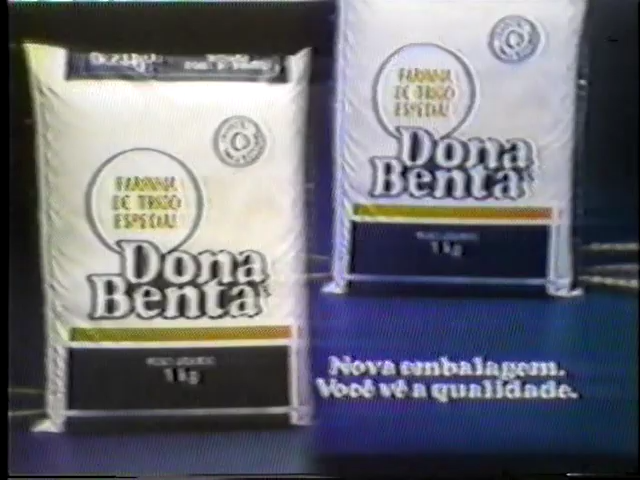 FARINHA
DE TRIGO
ESPECIAL
Dona
Benta
1 kg
FARINHA
DE TRIGO
ESPECIAL
Dona
Benta
1 kg
Nova embalagem.
Você vê a qualidade.